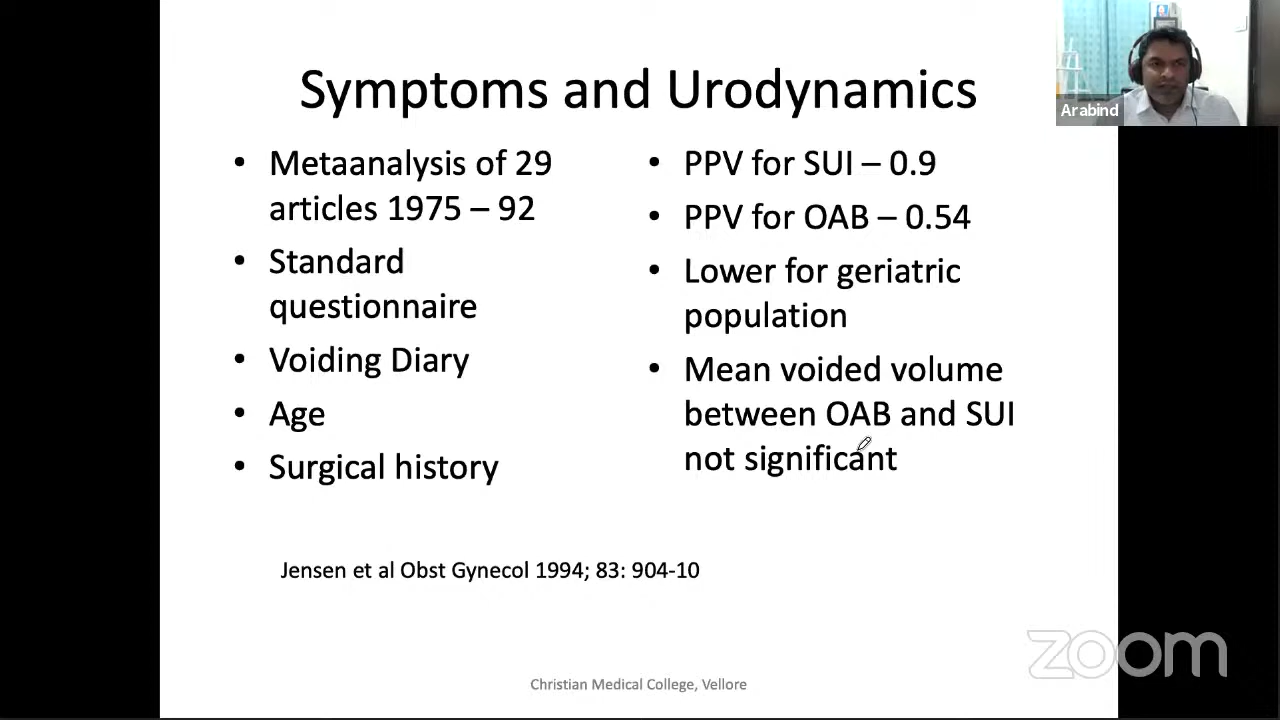 Symptoms and Urodynamics
• Metaanalysis of 29
articles 1975 – 92
• Standard
questionnaire
• Voiding Diary
• Age
• Surgical history
• PPV for SUI – 0.9
• PPV for OAB – 0.54
• Lower for geriatric
population
• Mean voided volume
between OAB and SUI
not significant
Jensen et al Obst Gynecol 1994; 83: 904-10
Christian Medical College, Vellore
Arabind
zoom